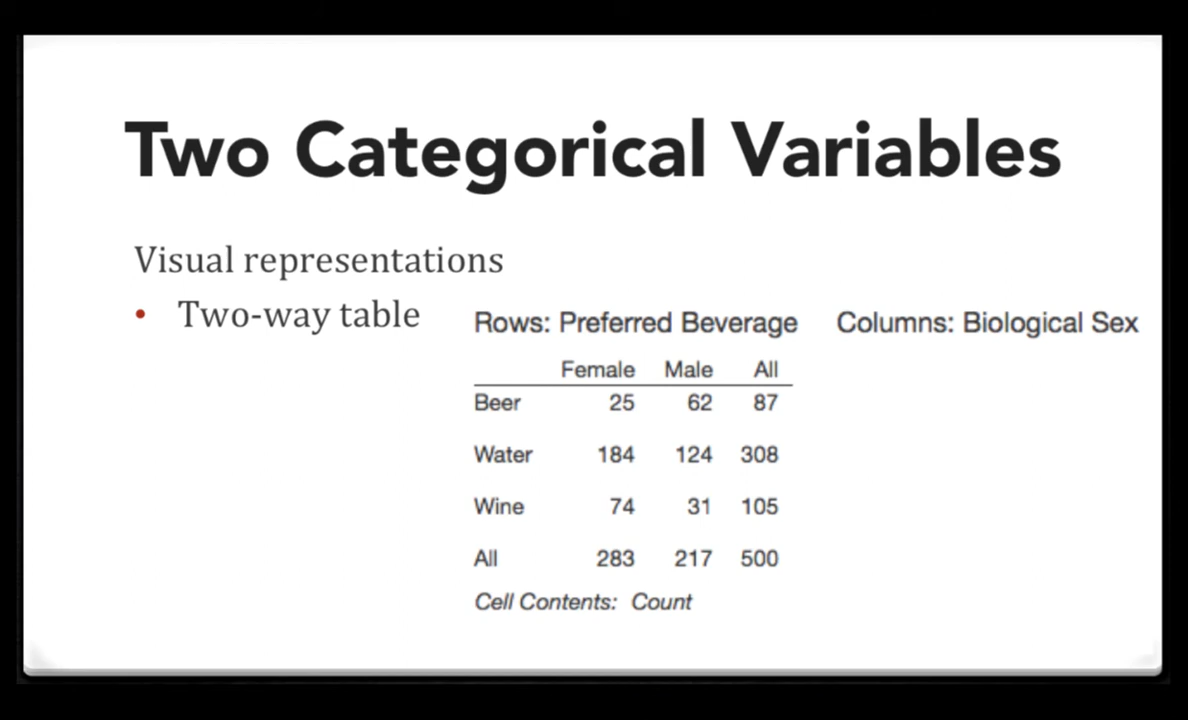 Two Categorical Variables
Visual representations
• Two-way table
Rows: Preferred Beverage Columns: Biological Sex
Female Male All
Beer 25 62 87
Water 184 124 308
Wine 74 31 105
All 283 217 500
Cell Contents: Count